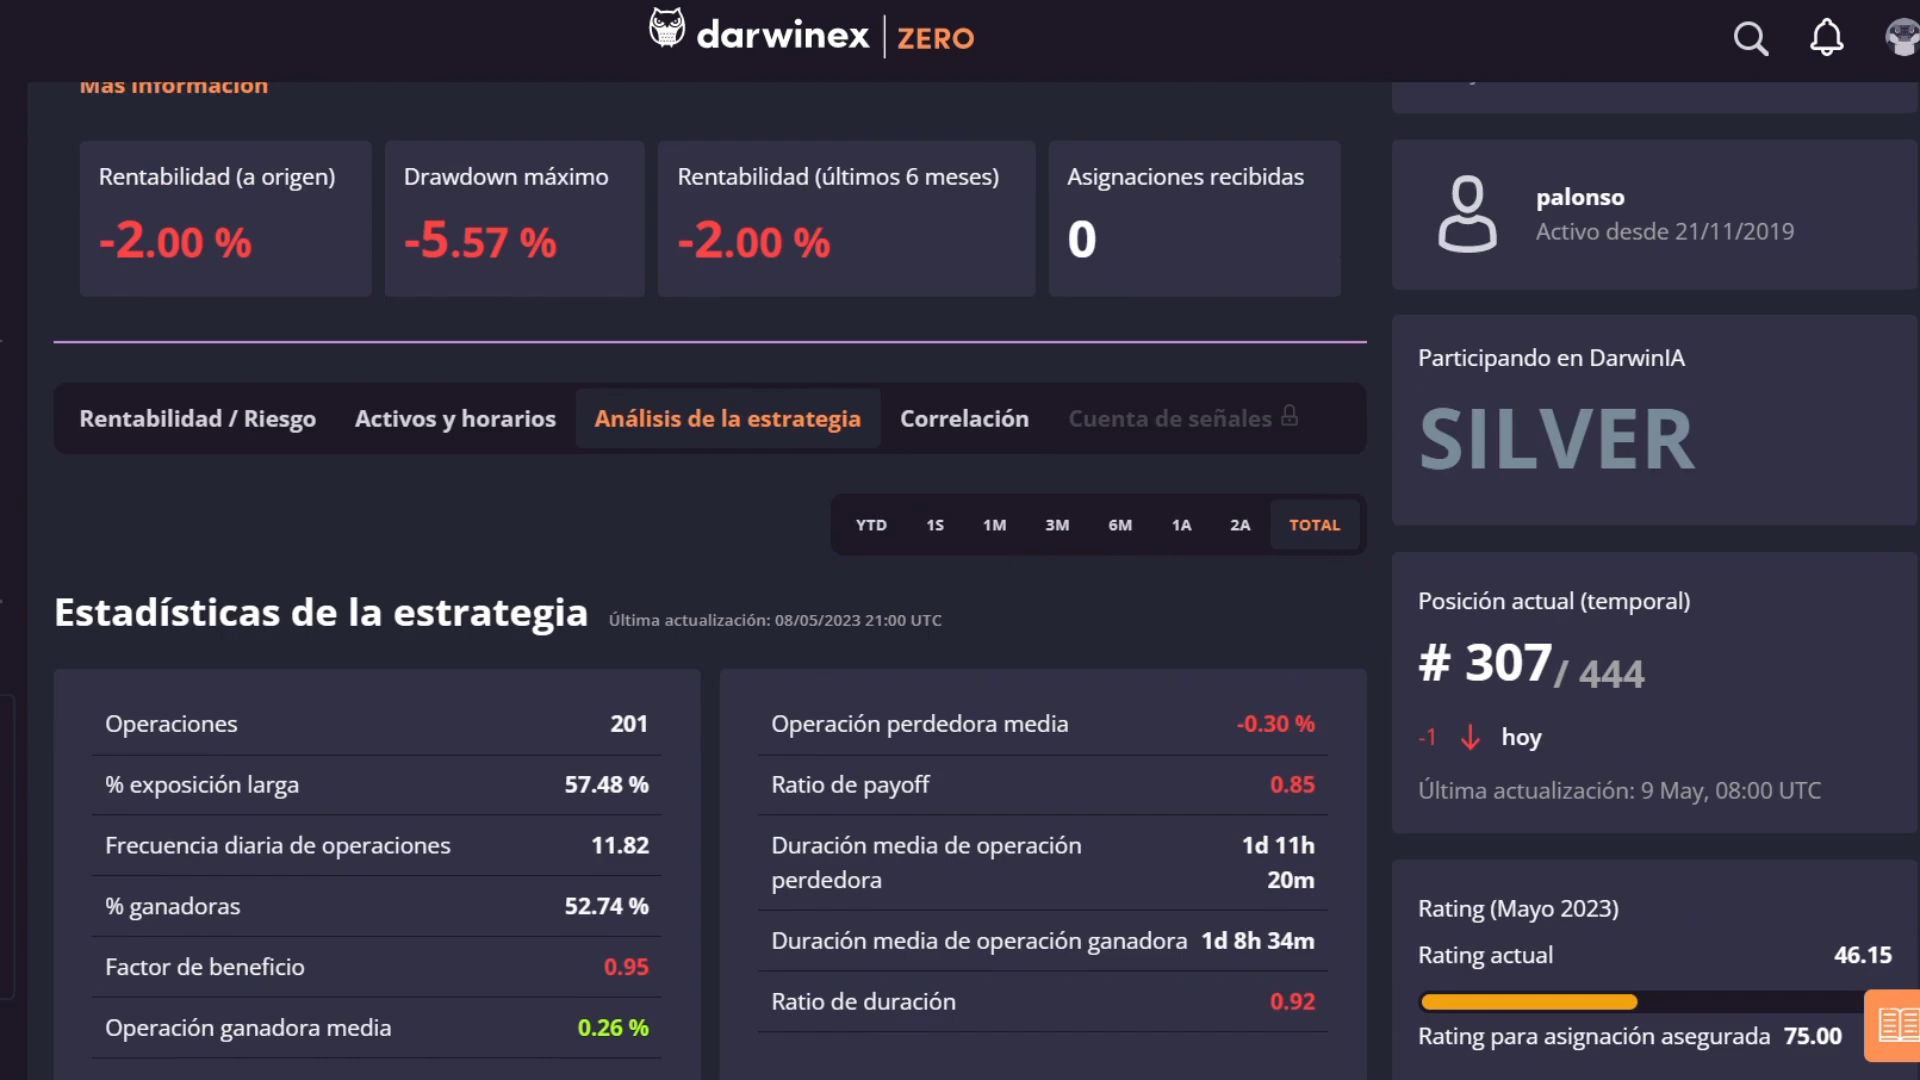 darwinex ZERO
Más información
Rentabilidad (a origen)
-2.00 %
Drawdown máximo
-5.57 %
Rentabilidad (últimos 6 meses)
-2.00 %
Asignaciones recibidas
0
Rentabilidad / Riesgo
Activos y horarios
Análisis de la estrategia
Correlación
Cuenta de señales
YTD 1S 1M 3M 6M 1A 2A TOTAL
Estadísticas de la estrategia
Última actualización: 08/05/2023 21:00 UTC
Operaciones 201
% exposición larga 57.48 %
Frecuencia diaria de operaciones 11.82
% ganadoras 52.74 %
Factor de beneficio 0.95
Operación ganadora media 0.26 %
Operación perdedora media -0.30 %
Ratio de payoff 0.85
Duración media de operación 1d 11h
perdedora 20m
Duración media de operación ganadora 1d 8h 34m
Ratio de duración 0.92
palonso
Activo desde 21/11/2019
Participando en DarwinIA
SILVER
Posición actual (temporal)
# 307 / 444
-1 hoy
Última actualización: 9 May, 08:00 UTC
Rating (Mayo 2023)
Rating actual 46.15
Rating para asignación asegurada 75.00